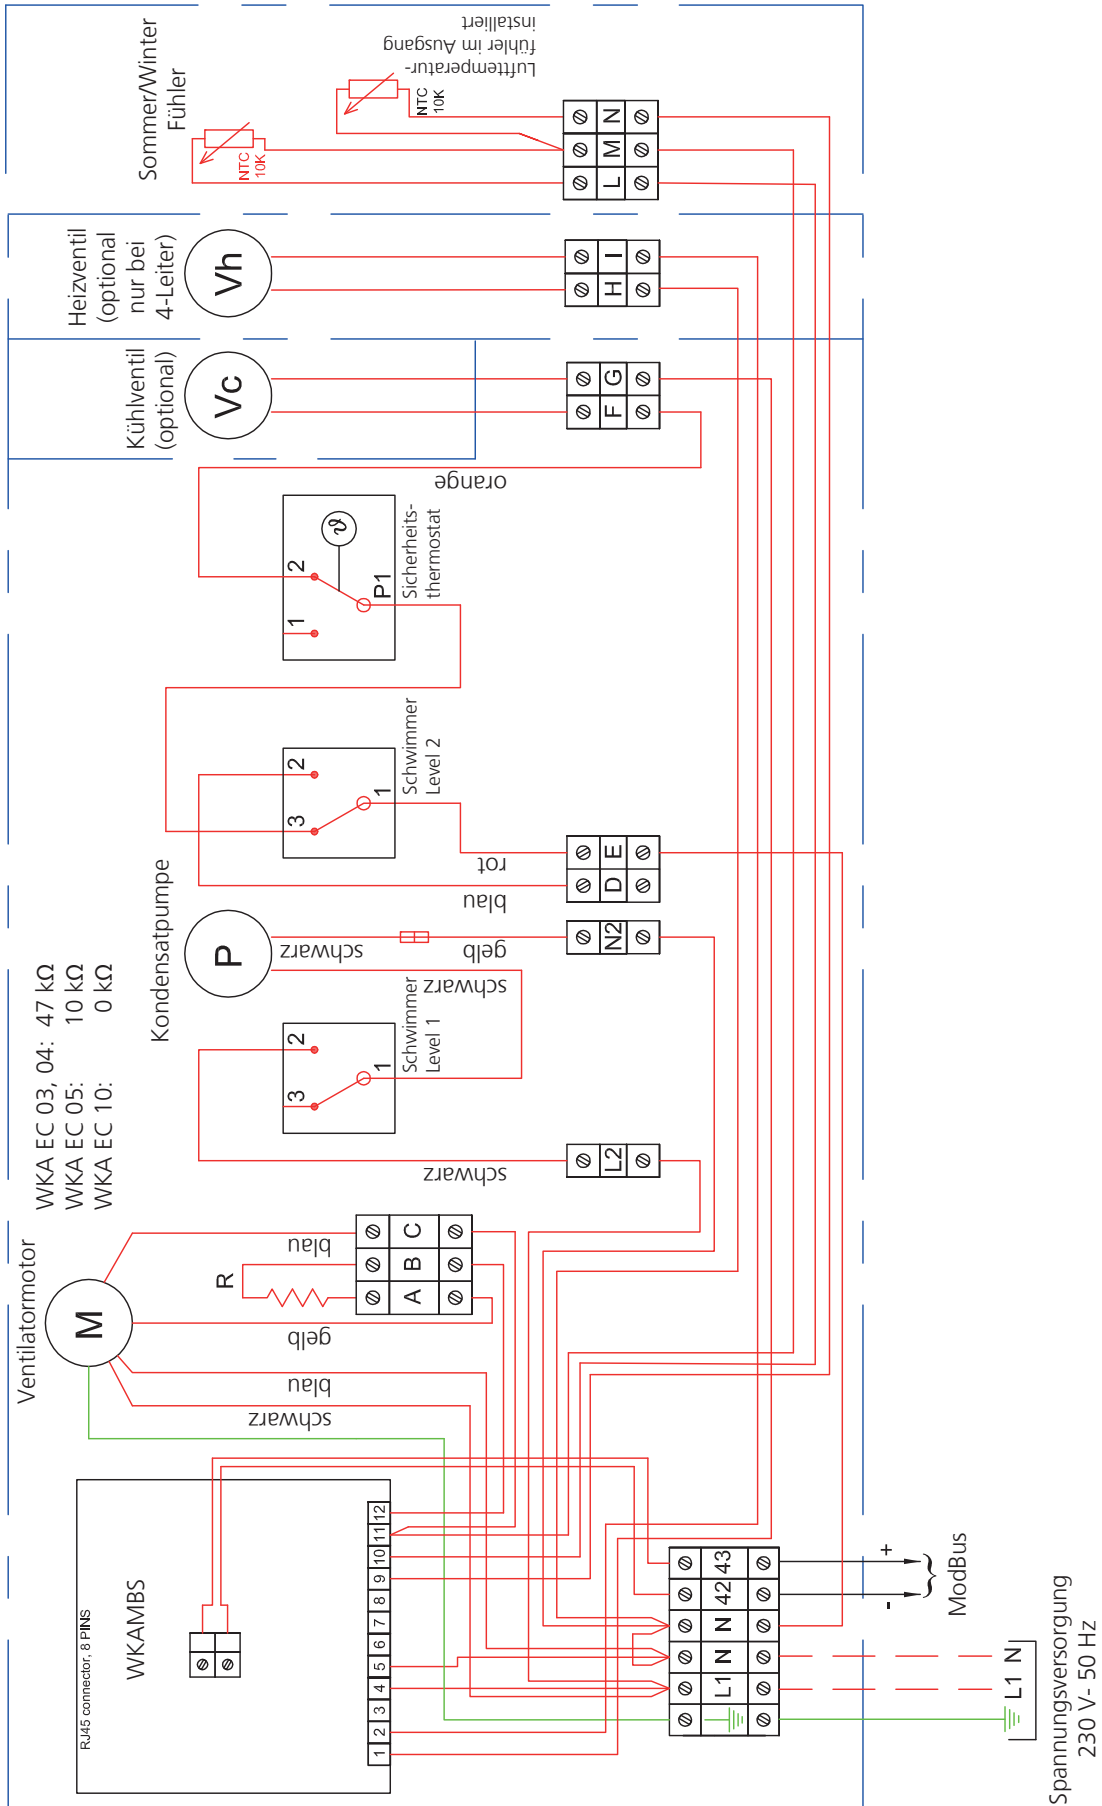 RJ45 connector, 8 PINS
WKAMBS
1 2 3 4 5 6 7 8 9 10 11 12
Ventilatormotor
M
schwarz
blau
gelb
blau
R
A B C
WKA EC 03, 04: 47 kΩ
WKA EC 05: 10 kΩ
WKA EC 10: 0 kΩ
Kondensatpumpe
P
schwarz
gelb
schwarz
schwarz
3 2
1
Schwimmer
Level 1
L2
N2
3 2
1
Schwimmer
Level 2
blau
rot
D E
1 2
ϑ
P1
Sicherheits-
thermostat
orange
Kühlventil
(optional)
Vc
F G
Heizventil
(optional
nur bei
4-Leiter)
Vh
H I
Sommer/Winter
Fühler
NTC
10K
NTC
10K
Lufttemperatur-
fühler im Ausgang
installiert
L M N
L1 N N 42 43
- +
ModBus
L1 N
Spannungsversorgung
230 V- 50 Hz